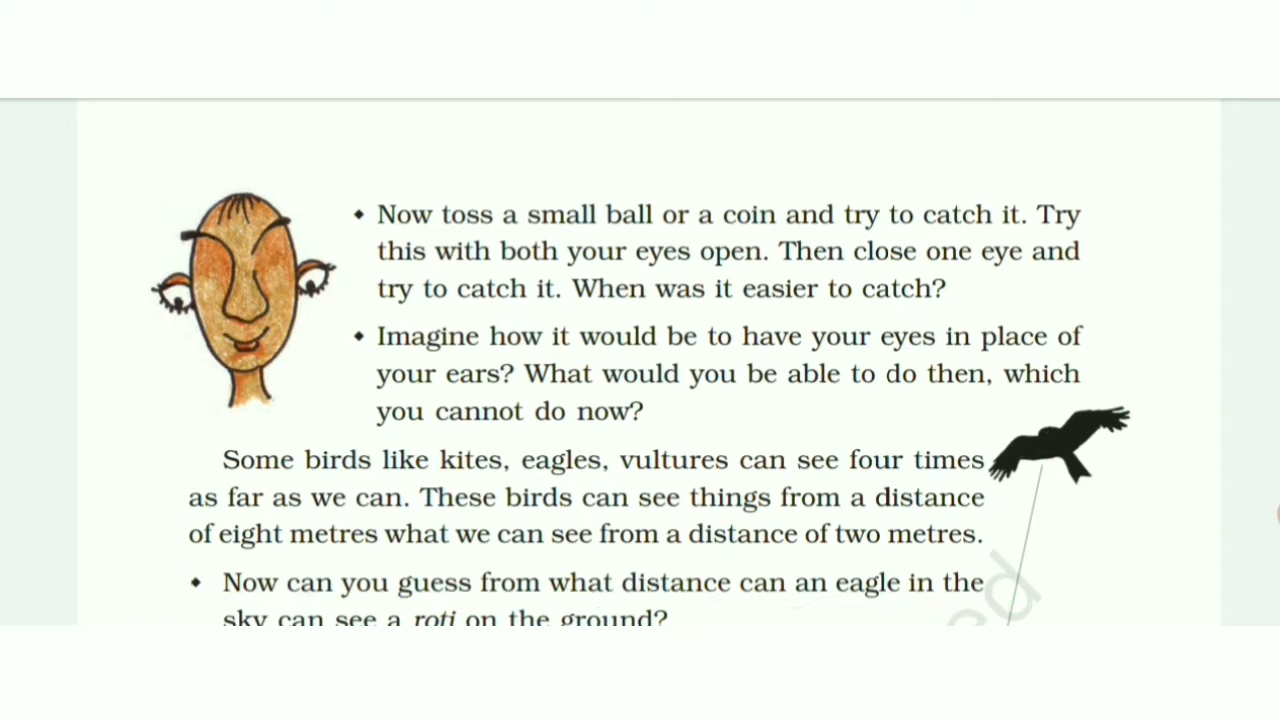 ◆ Now toss a small ball or a coin and try to catch it. Try
this with both your eyes open. Then close one eye and
try to catch it. When was it easier to catch?
◆ Imagine how it would be to have your eyes in place of
your ears? What would you be able to do then, which
you cannot do now?
Some birds like kites, eagles, vultures can see four times
as far as we can. These birds can see things from a distance
of eight metres what we can see from a distance of two metres.
◆ Now can you guess from what distance can an eagle in the
sky can see a roti on the ground?
ed